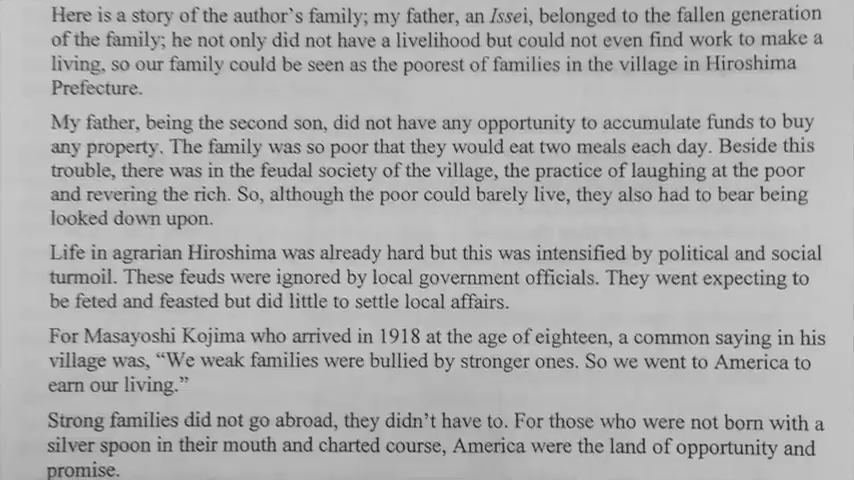 Here is a story of the author's family; my father, an Issei, belonged to the fallen generation
of the family; he not only did not have a livelihood but could not even find work to make a
living, so our family could be seen as the poorest of families in the village in Hiroshima
Prefecture.
My father, being the second son, did not have any opportunity to accumulate funds to buy
any property. The family was so poor that they would eat two meals each day. Beside this
trouble, there was in the feudal society of the village, the practice of laughing at the poor
and revering the rich. So, although the poor could barely live, they also had to bear being
looked down upon.
Life in agrarian Hiroshima was already hard but this was intensified by political and social
turmoil. These feuds were ignored by local government officials. They went expecting to
be feted and feasted but did little to settle local affairs.
For Masayoshi Kojima who arrived in 1918 at the age of eighteen, a common saying in his
village was, “We weak families were bullied by stronger ones. So we went to America to
earn our living.”
Strong families did not go abroad, they didn't have to. For those who were not born with a
silver spoon in their mouth and charted course, America were the land of opportunity and
promise.